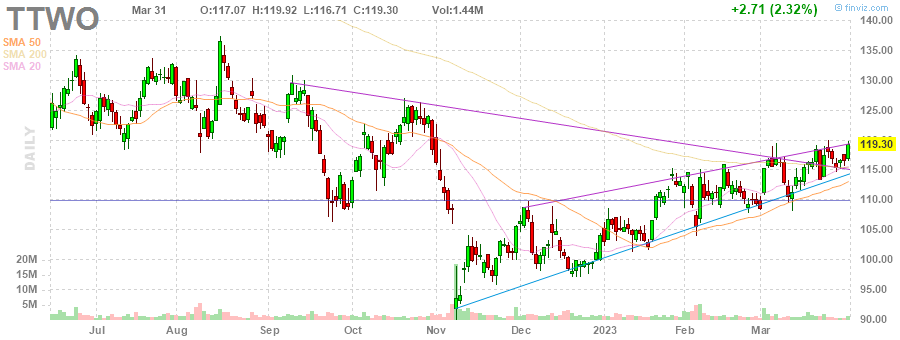 TTWO Mar 31 O:117.07 H:119.92 L:116.71 C:119.30 Vol:1.44M +2.71 (2.32%) © finviz.com
140.00
SMA 50
SMA 200
SMA 20
135.00
130.00
125.00
120.00
119.30
DAILY
115.00
110.00
105.00
20M 100.00
15M
10M 95.00
5M
90.00
Jul Aug Sep Oct Nov Dec 2023 Feb Mar